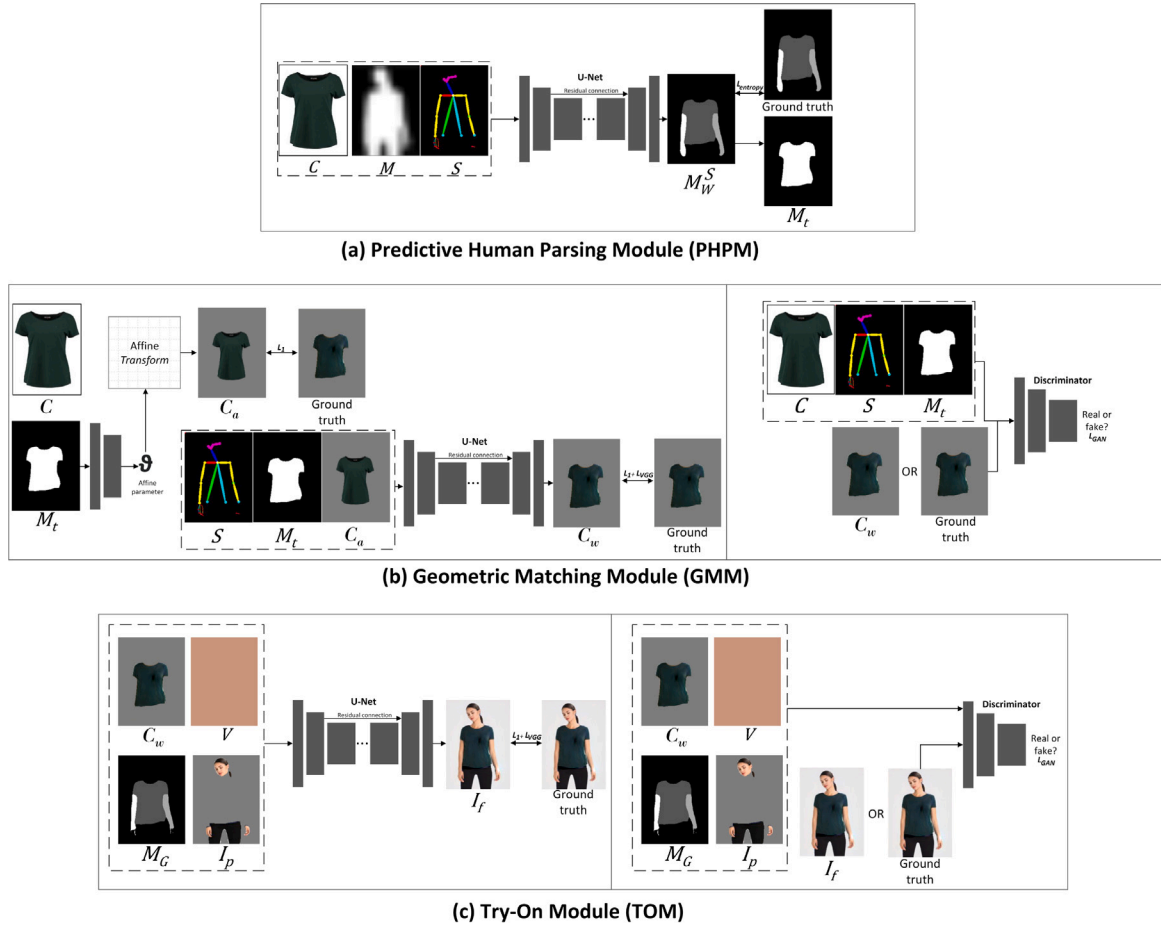 U-Net
Residual connection
...
L_entropy
Ground truth
C
M
S
M_W^S
M_t
(a) Predictive Human Parsing Module (PHPM)
Affine
Transform
L_1
C
C_a
Ground
truth
ϑ
Affine
parameter
M_t
U-Net
Residual connection
...
L_1 + L_VGG
S
M_t
C_a
C_w
Ground
truth
C
S
M_t
Discriminator
Real or
fake?
L_GAN
OR
C_w
Ground
truth
(b) Geometric Matching Module (GMM)
C_w
V
U-Net
Residual connection
...
L_1 + L_VGG
M_G
I_p
I_f
Ground
truth
C_w
V
Discriminator
Real or
fake?
L_GAN
OR
M_G
I_p
I_f
Ground
truth
(c) Try-On Module (TOM)